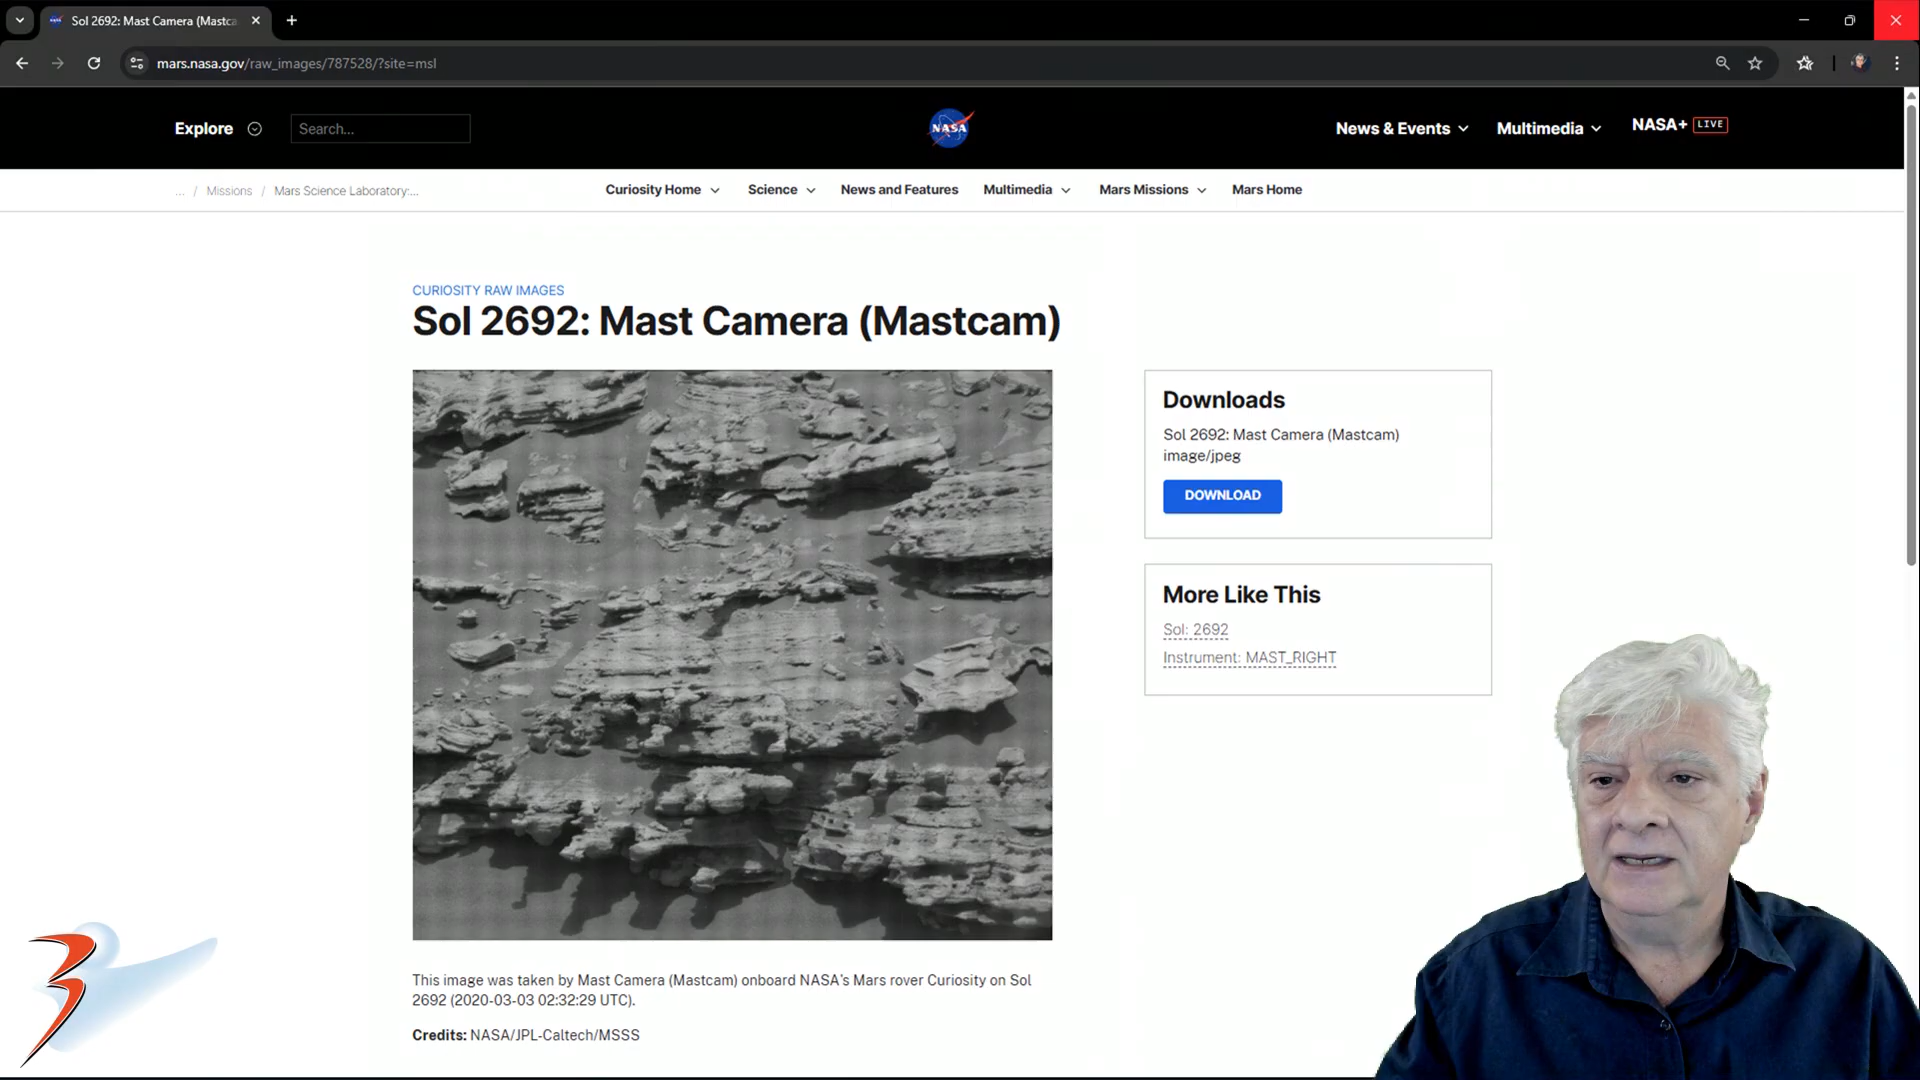 Sol 2692: Mast Camera (Mastca
mars.nasa.gov/raw_images/787528/?site=msl
Explore
Search...
NASA
News & Events
Multimedia
NASA+ LIVE
... / Missions / Mars Science Laboratory:...
Curiosity Home
Science
News and Features
Multimedia
Mars Missions
Mars Home
CURIOSITY RAW IMAGES
Sol 2692: Mast Camera (Mastcam)
Downloads
Sol 2692: Mast Camera (Mastcam)
image/jpeg
DOWNLOAD
More Like This
Sol: 2692
Instrument: MAST_RIGHT
This image was taken by Mast Camera (Mastcam) onboard NASA's Mars rover Curiosity on Sol
2692 (2020-03-03 02:32:29 UTC).
Credits: NASA/JPL-Caltech/MSSS